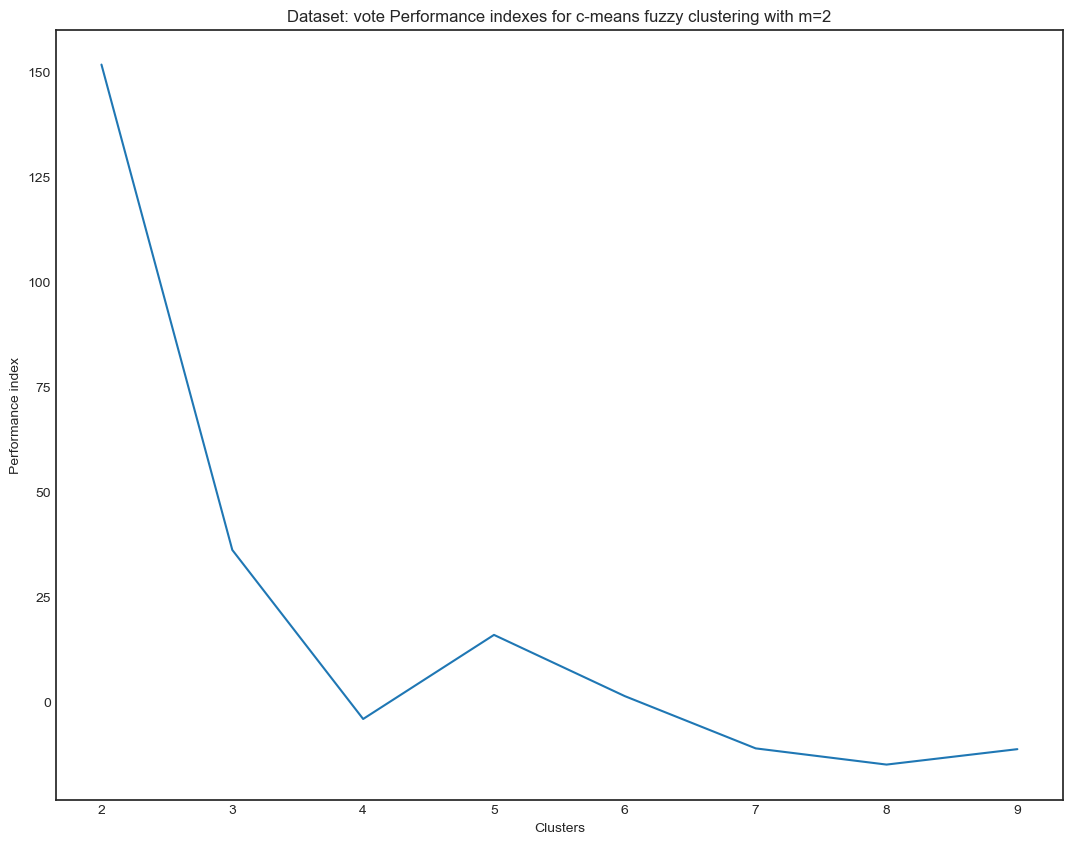 Dataset: vote Performance indexes for c-means fuzzy clustering with m=2
150
125
100
75
50
25
0
Performance index
2 3 4 5 6 7 8 9
Clusters